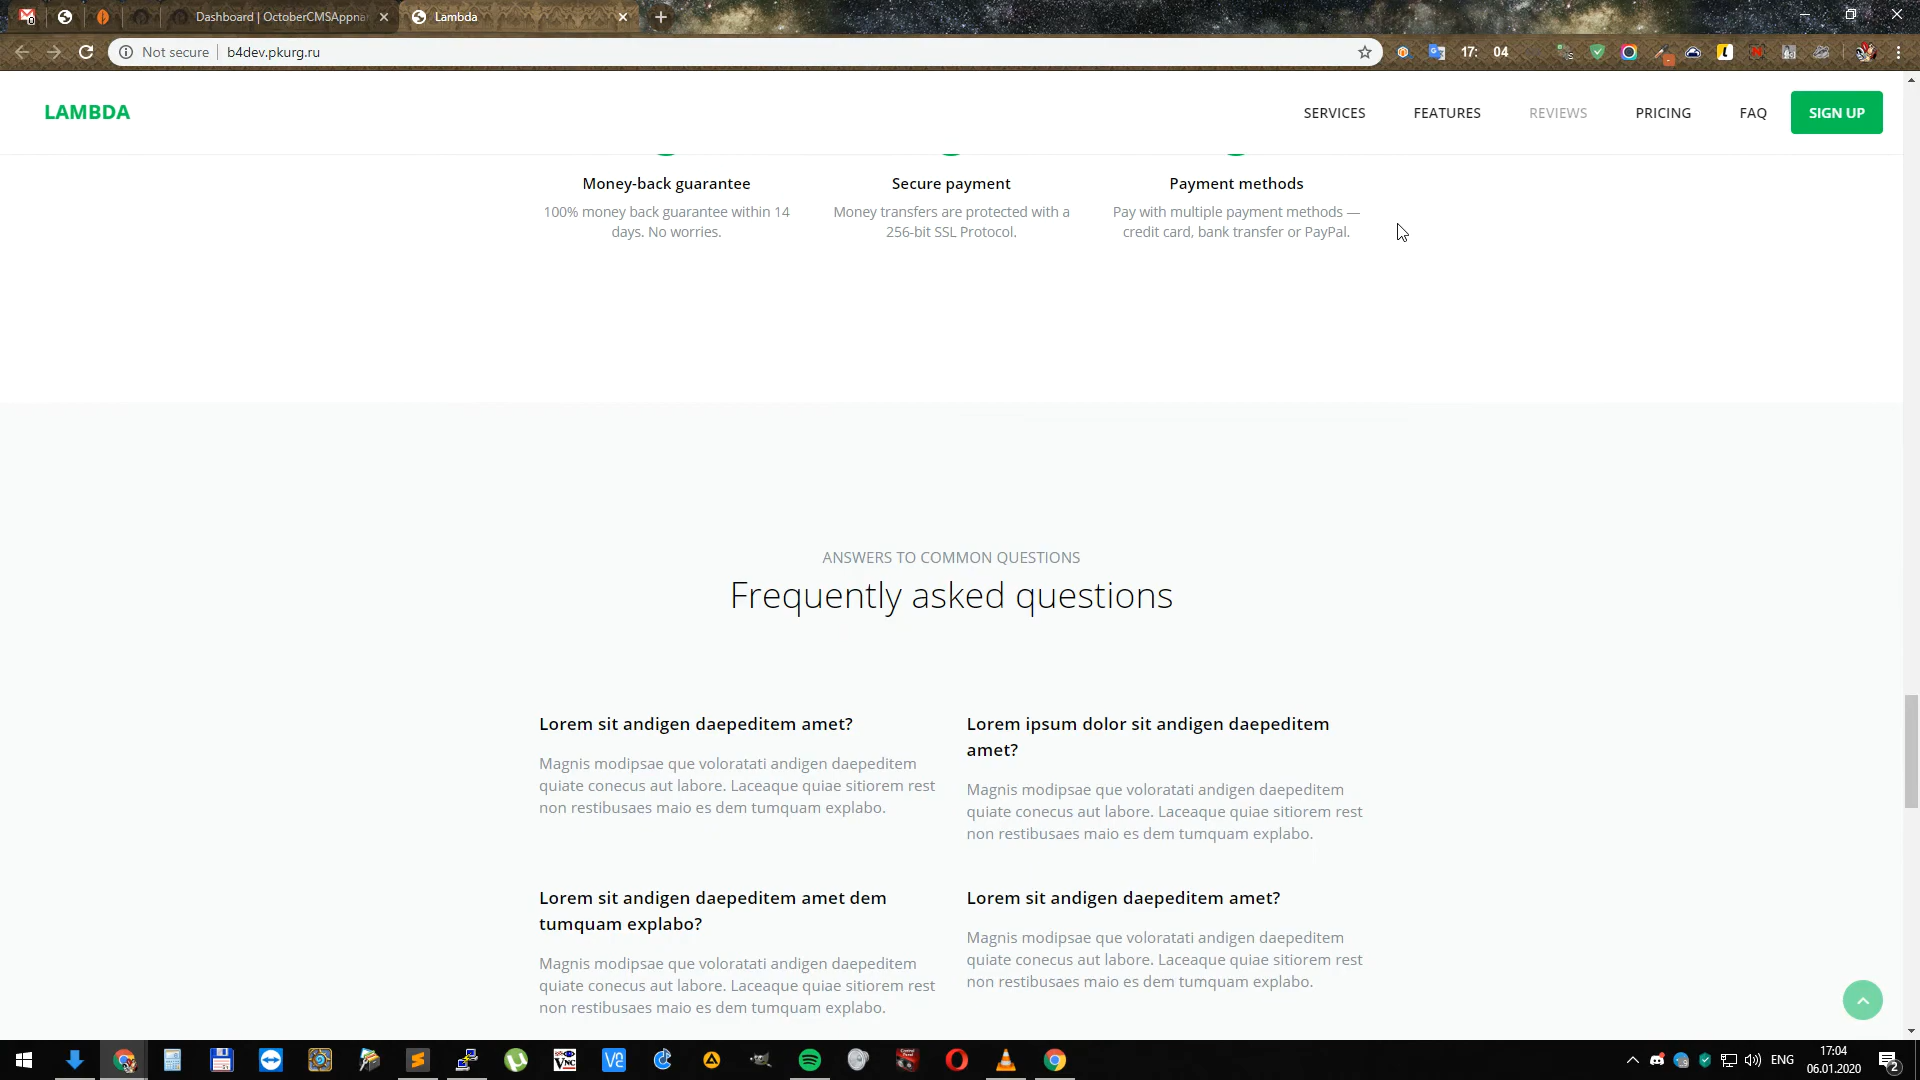 Dashboard | OctoberCMSAppna
Lambda
Not secure
b4dev.pkurg.ru
17: 04
LAMBDA
SERVICES
FEATURES
REVIEWS
PRICING
FAQ
SIGN UP
Money-back guarantee
100% money back guarantee within 14
days. No worries.
Secure payment
Money transfers are protected with a
256-bit SSL Protocol.
Payment methods
Pay with multiple payment methods —
credit card, bank transfer or PayPal.
ANSWERS TO COMMON QUESTIONS
Frequently asked questions
Lorem sit andigen daepeditem amet?
Magnis modipsae que voloratati andigen daepeditem
quiate conecus aut labore. Laceaque quiae sitiorem rest
non restibusaes maio es dem tumquam explabo.
Lorem ipsum dolor sit andigen daepeditem
amet?
Magnis modipsae que voloratati andigen daepeditem
quiate conecus aut labore. Laceaque quiae sitiorem rest
non restibusaes maio es dem tumquam explabo.
Lorem sit andigen daepeditem amet dem
tumquam explabo?
Magnis modipsae que voloratati andigen daepeditem
quiate conecus aut labore. Laceaque quiae sitiorem rest
non restibusaes maio es dem tumquam explabo.
Lorem sit andigen daepeditem amet?
Magnis modipsae que voloratati andigen daepeditem
quiate conecus aut labore. Laceaque quiae sitiorem rest
non restibusaes maio es dem tumquam explabo.
ENG
17:04
06.01.2020
2